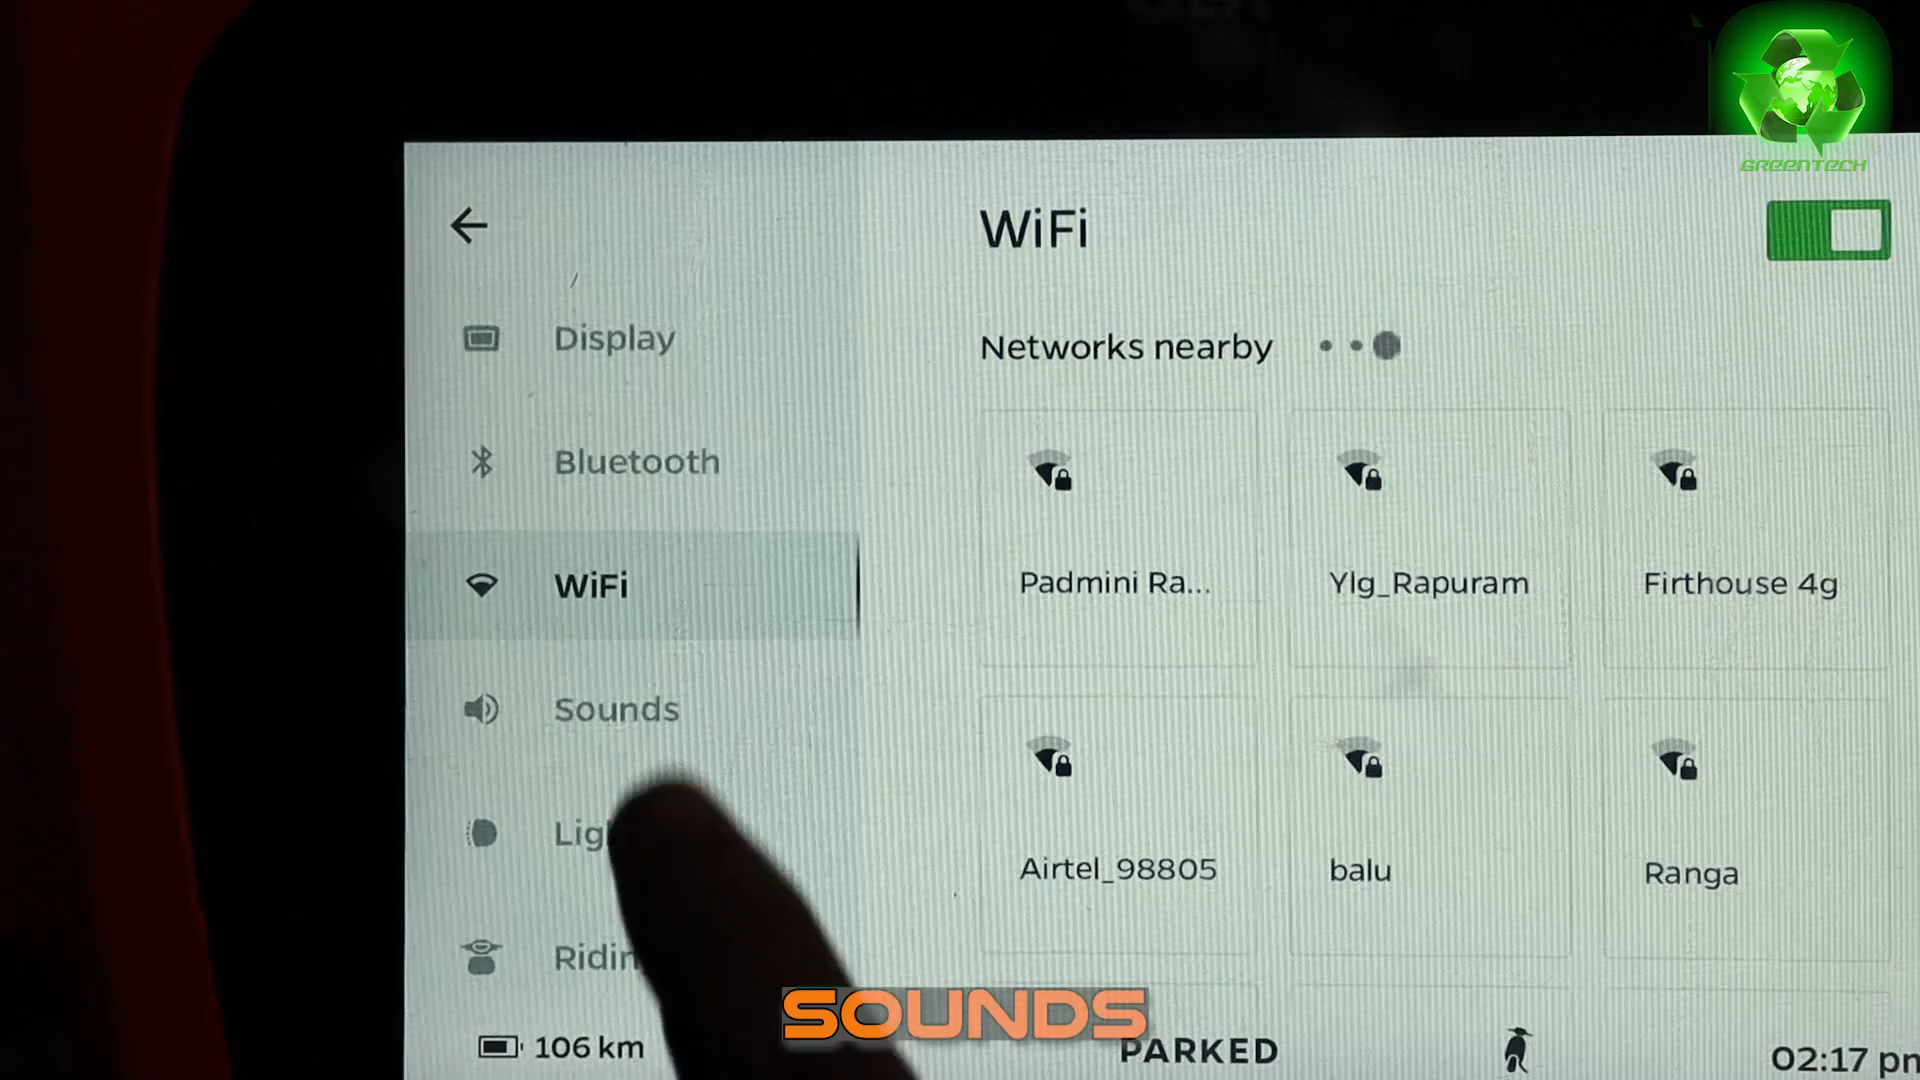 GREENTECH
WiFi
Display
Networks nearby
Bluetooth
WiFi
Padmini Ra...
Ylg_Rapuram
Firthouse 4g
Sounds
Airtel_98805
balu
Ranga
SOUNDS
106 km
PARKED
02:17 pm